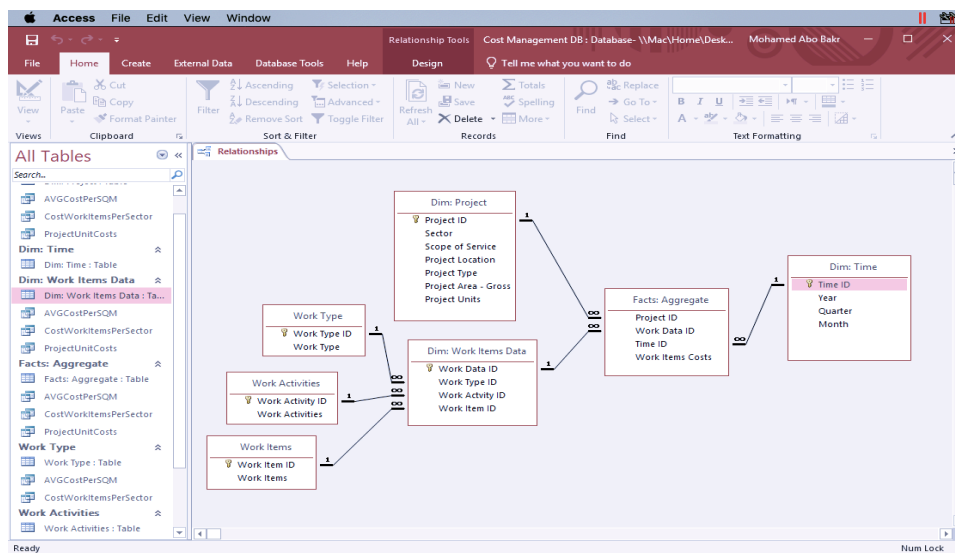 Access File Edit View Window
Relationship Tools Cost Management DB : Database- \\Mac\Home\Desk... Mohamed Abo Bakr
File Home Create External Data Database Tools Help Design Tell me what you want to do
View
Views
Paste
Cut
Copy
Format Painter
Clipboard
Filter
Ascending
Descending
Remove Sort
Selection
Advanced
Toggle Filter
Sort & Filter
Refresh All
New
Save
Delete
Totals
Spelling
More
Records
Find
Replace
Go To
Select
Find
B I U
A
Text Formatting
All Tables
Search...
AVGCostPerSQM
CostWorkItemsPerSector
ProjectUnitCosts
Dim: Time
Dim: Time : Table
Dim: Work Items Data
Dim: Work Items Data : Ta...
AVGCostPerSQM
CostWorkItemsPerSector
ProjectUnitCosts
Facts: Aggregate
Facts: Aggregate : Table
AVGCostPerSQM
CostWorkItemsPerSector
ProjectUnitCosts
Work Type
Work Type : Table
AVGCostPerSQM
CostWorkItemsPerSector
Work Activities
Work Activities : Table
Relationships
Dim: Project
Project ID
Sector
Scope of Service
Project Location
Project Type
Project Area - Gross
Project Units
1
Work Type
Work Type ID
Work Type
1
Work Activities
Work Activity ID
Work Activities
1
Work Items
Work Item ID
Work Items
1
Dim: Work Items Data
Work Data ID
Work Type ID
Work Actvity ID
Work Item ID
∞
∞
∞
1
Facts: Aggregate
Project ID
Work Data ID
Time ID
Work Items Costs
∞
∞
∞
Dim: Time
Time ID
Year
Quarter
Month
1
Ready Num Lock